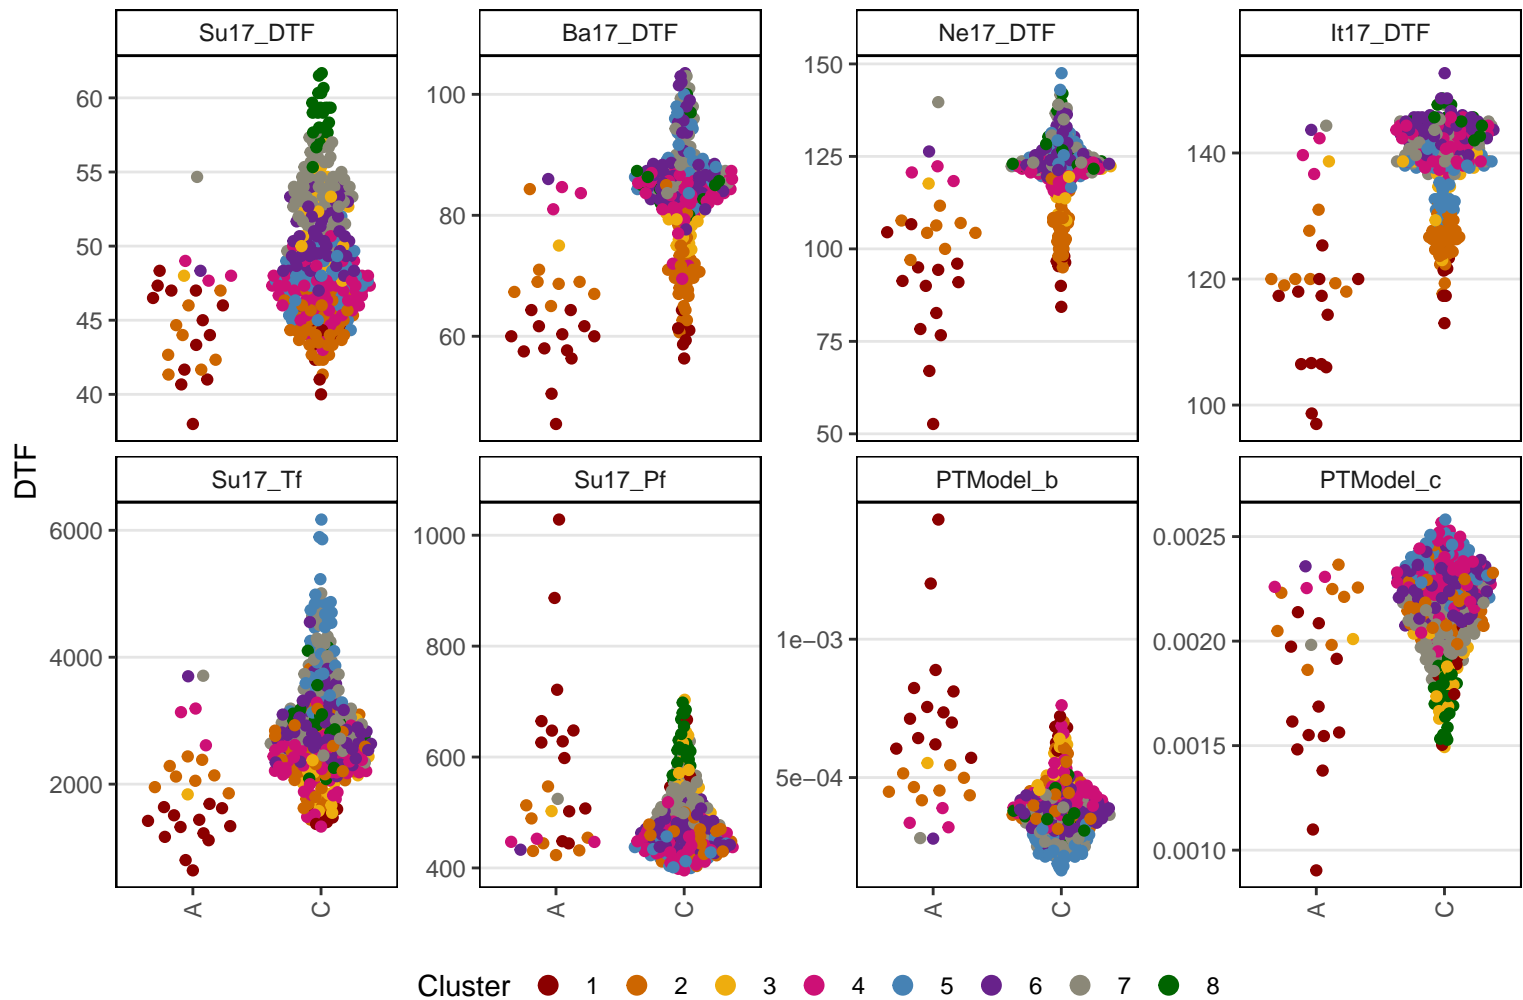 Su17_DTF
Ba17_DTF
Ne17_DTF
It17_DTF
60
55
50
45
40
100
80
60
150
125
100
75
50
140
120
100
DTF
Su17_Tf
Su17_Pf
PTModel_b
PTModel_c
6000
4000
2000
1000
800
600
400
1e−03
5e−04
0.0025
0.0020
0.0015
0.0010
A
C
A
C
A
C
A
C
Cluster 1 2 3 4 5 6 7 8